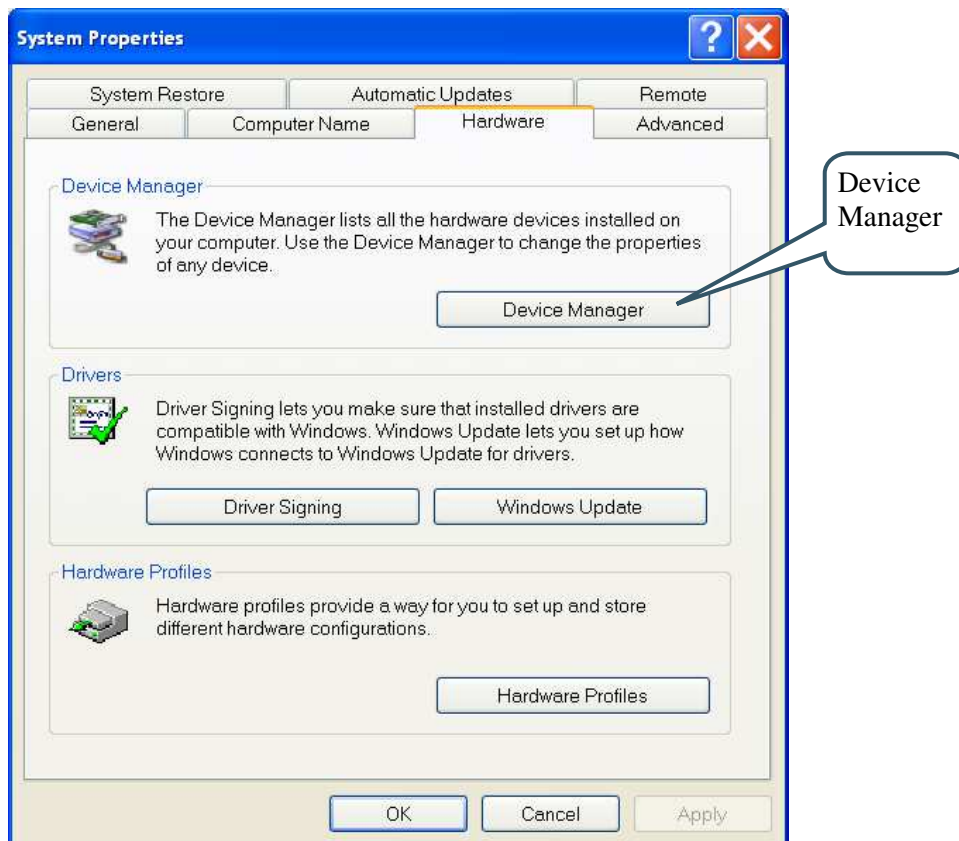 System Properties
System Restore
Automatic Updates
Remote
General
Computer Name
Hardware
Advanced
Device Manager
The Device Manager lists all the hardware devices installed on
your computer. Use the Device Manager to change the properties
of any device.
Device Manager
Device
Manager
Drivers
Driver Signing lets you make sure that installed drivers are
compatible with Windows. Windows Update lets you set up how
Windows connects to Windows Update for drivers.
Driver Signing
Windows Update
Hardware Profiles
Hardware profiles provide a way for you to set up and store
different hardware configurations.
Hardware Profiles
OK
Cancel
Apply